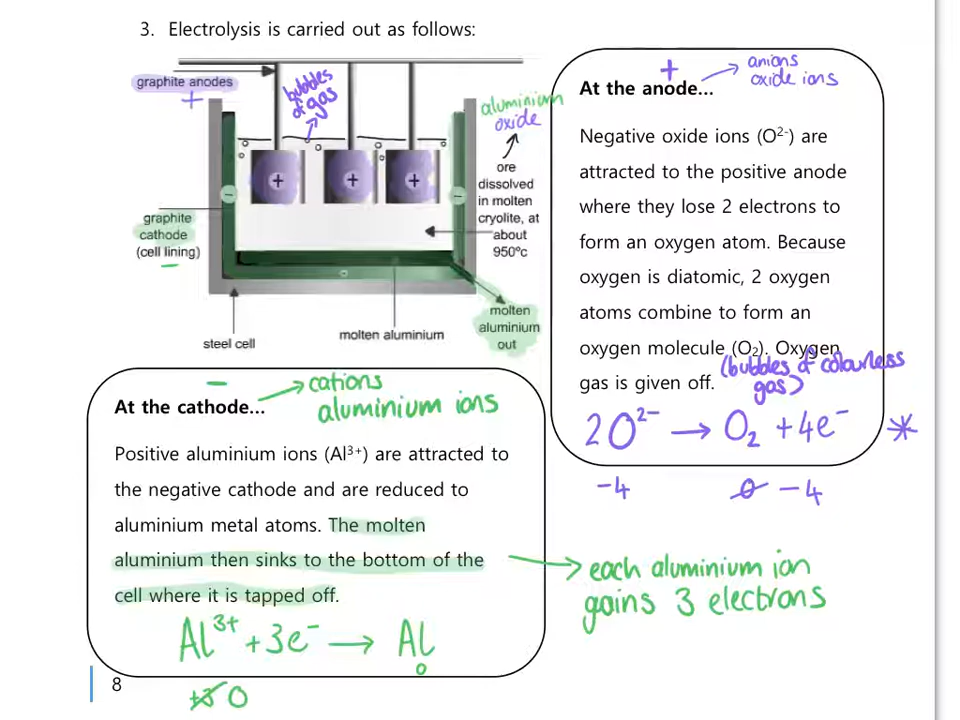 3. Electrolysis is carried out as follows:
graphite anodes
+
bubbles
of gas
aluminium
oxide
ore
dissolved
in molten
cryolite, at
about
950ºc
+ + +
− −
graphite
cathode
(cell lining)
−
molten
aluminium
out
molten aluminium
steel cell
+
anions
oxide ions
At the anode...
Negative oxide ions (O²⁻) are
attracted to the positive anode
where they lose 2 electrons to
form an oxygen atom. Because
oxygen is diatomic, 2 oxygen
atoms combine to form an
oxygen molecule (O₂). Oxygen
gas is given off.
(bubbles of colourless
gas)
2O²⁻ → O₂ + 4e⁻ *
−4 0 −4
−
cations
aluminium ions
At the cathode...
Positive aluminium ions (Al³⁺) are attracted to
the negative cathode and are reduced to
aluminium metal atoms. The molten
aluminium then sinks to the bottom of the
cell where it is tapped off.
each aluminium ion
gains 3 electrons
Al³⁺ + 3e⁻ → Al
0
+3 0
8